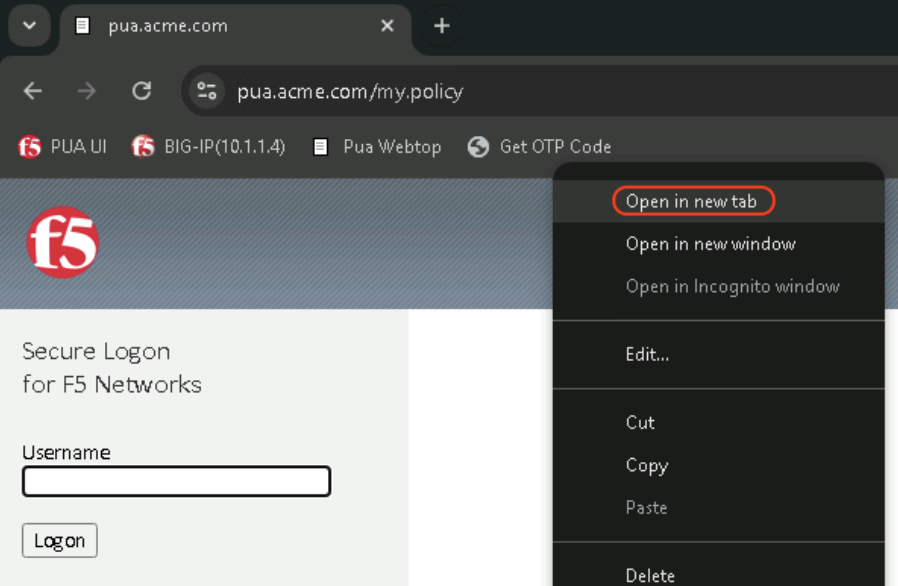 pua.acme.com
pua.acme.com/my.policy
f5 PUA UI f5 BIG-IP(10.1.1.4) Pua Webtop Get OTP Code
f5
Secure Logon
for F5 Networks
Username
Logon
Open in new tab
Open in new window
Open in Incognito window
Edit...
Cut
Copy
Paste
Delete